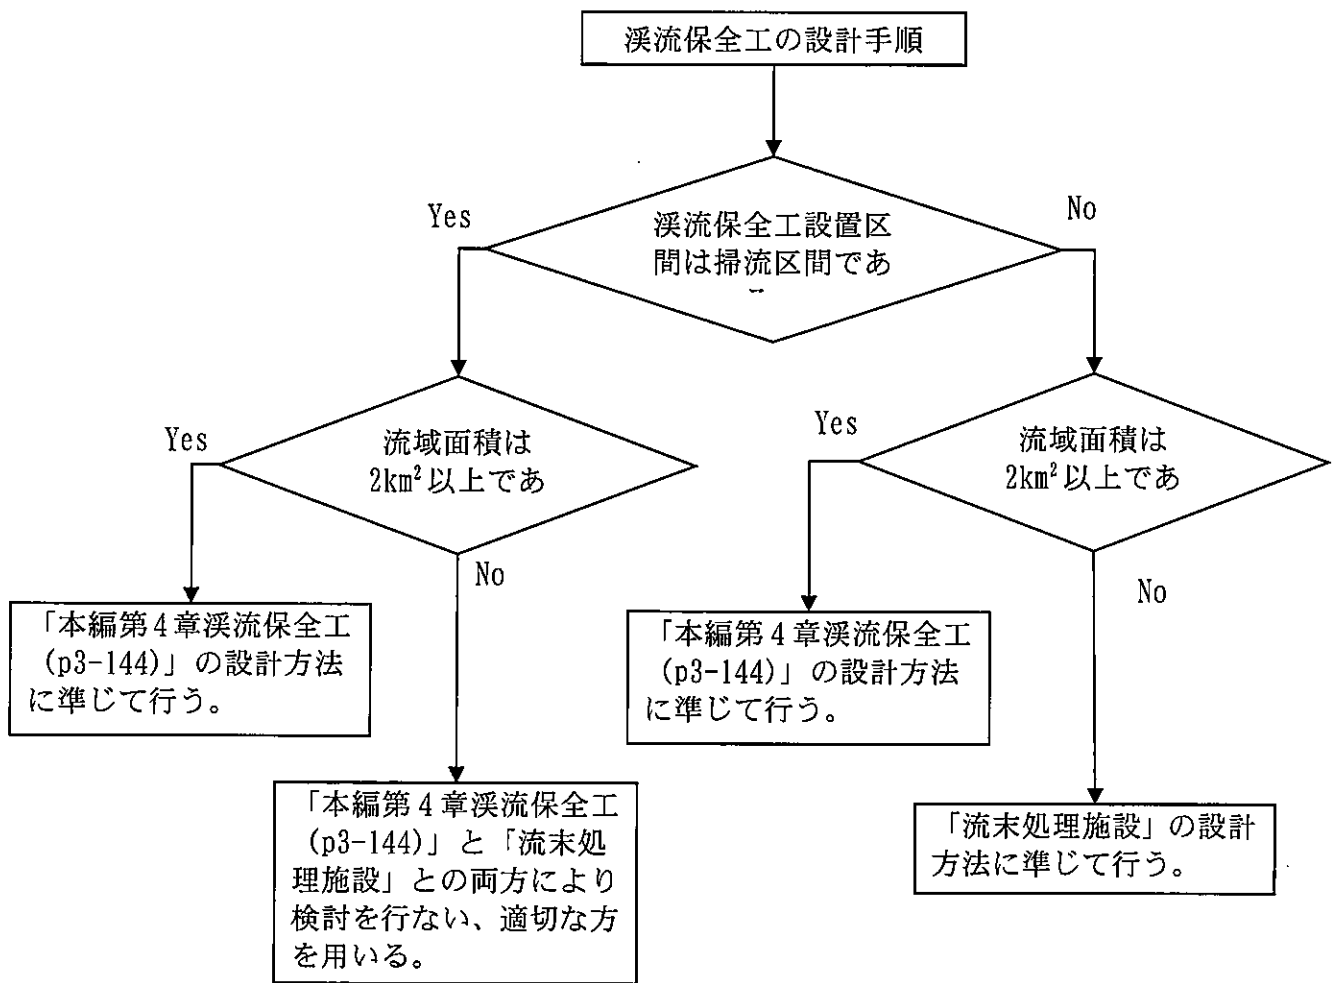 渓流保全工の設計手順
Yes
No
渓流保全工設置区
間は掃流区間であ
Yes
流域面積は
2km²以上であ
No
Yes
流域面積は
2km²以上であ
No
「本編第4章渓流保全工
(p3-144)」の設計方法
に準じて行う。
「本編第4章渓流保全工
(p3-144)」の設計方法
に準じて行う。
「本編第4章渓流保全工
(p3-144)」と「流末処
理施設」との両方により
検討を行ない、適切な方
を用いる。
「流末処理施設」の設計
方法に準じて行う。